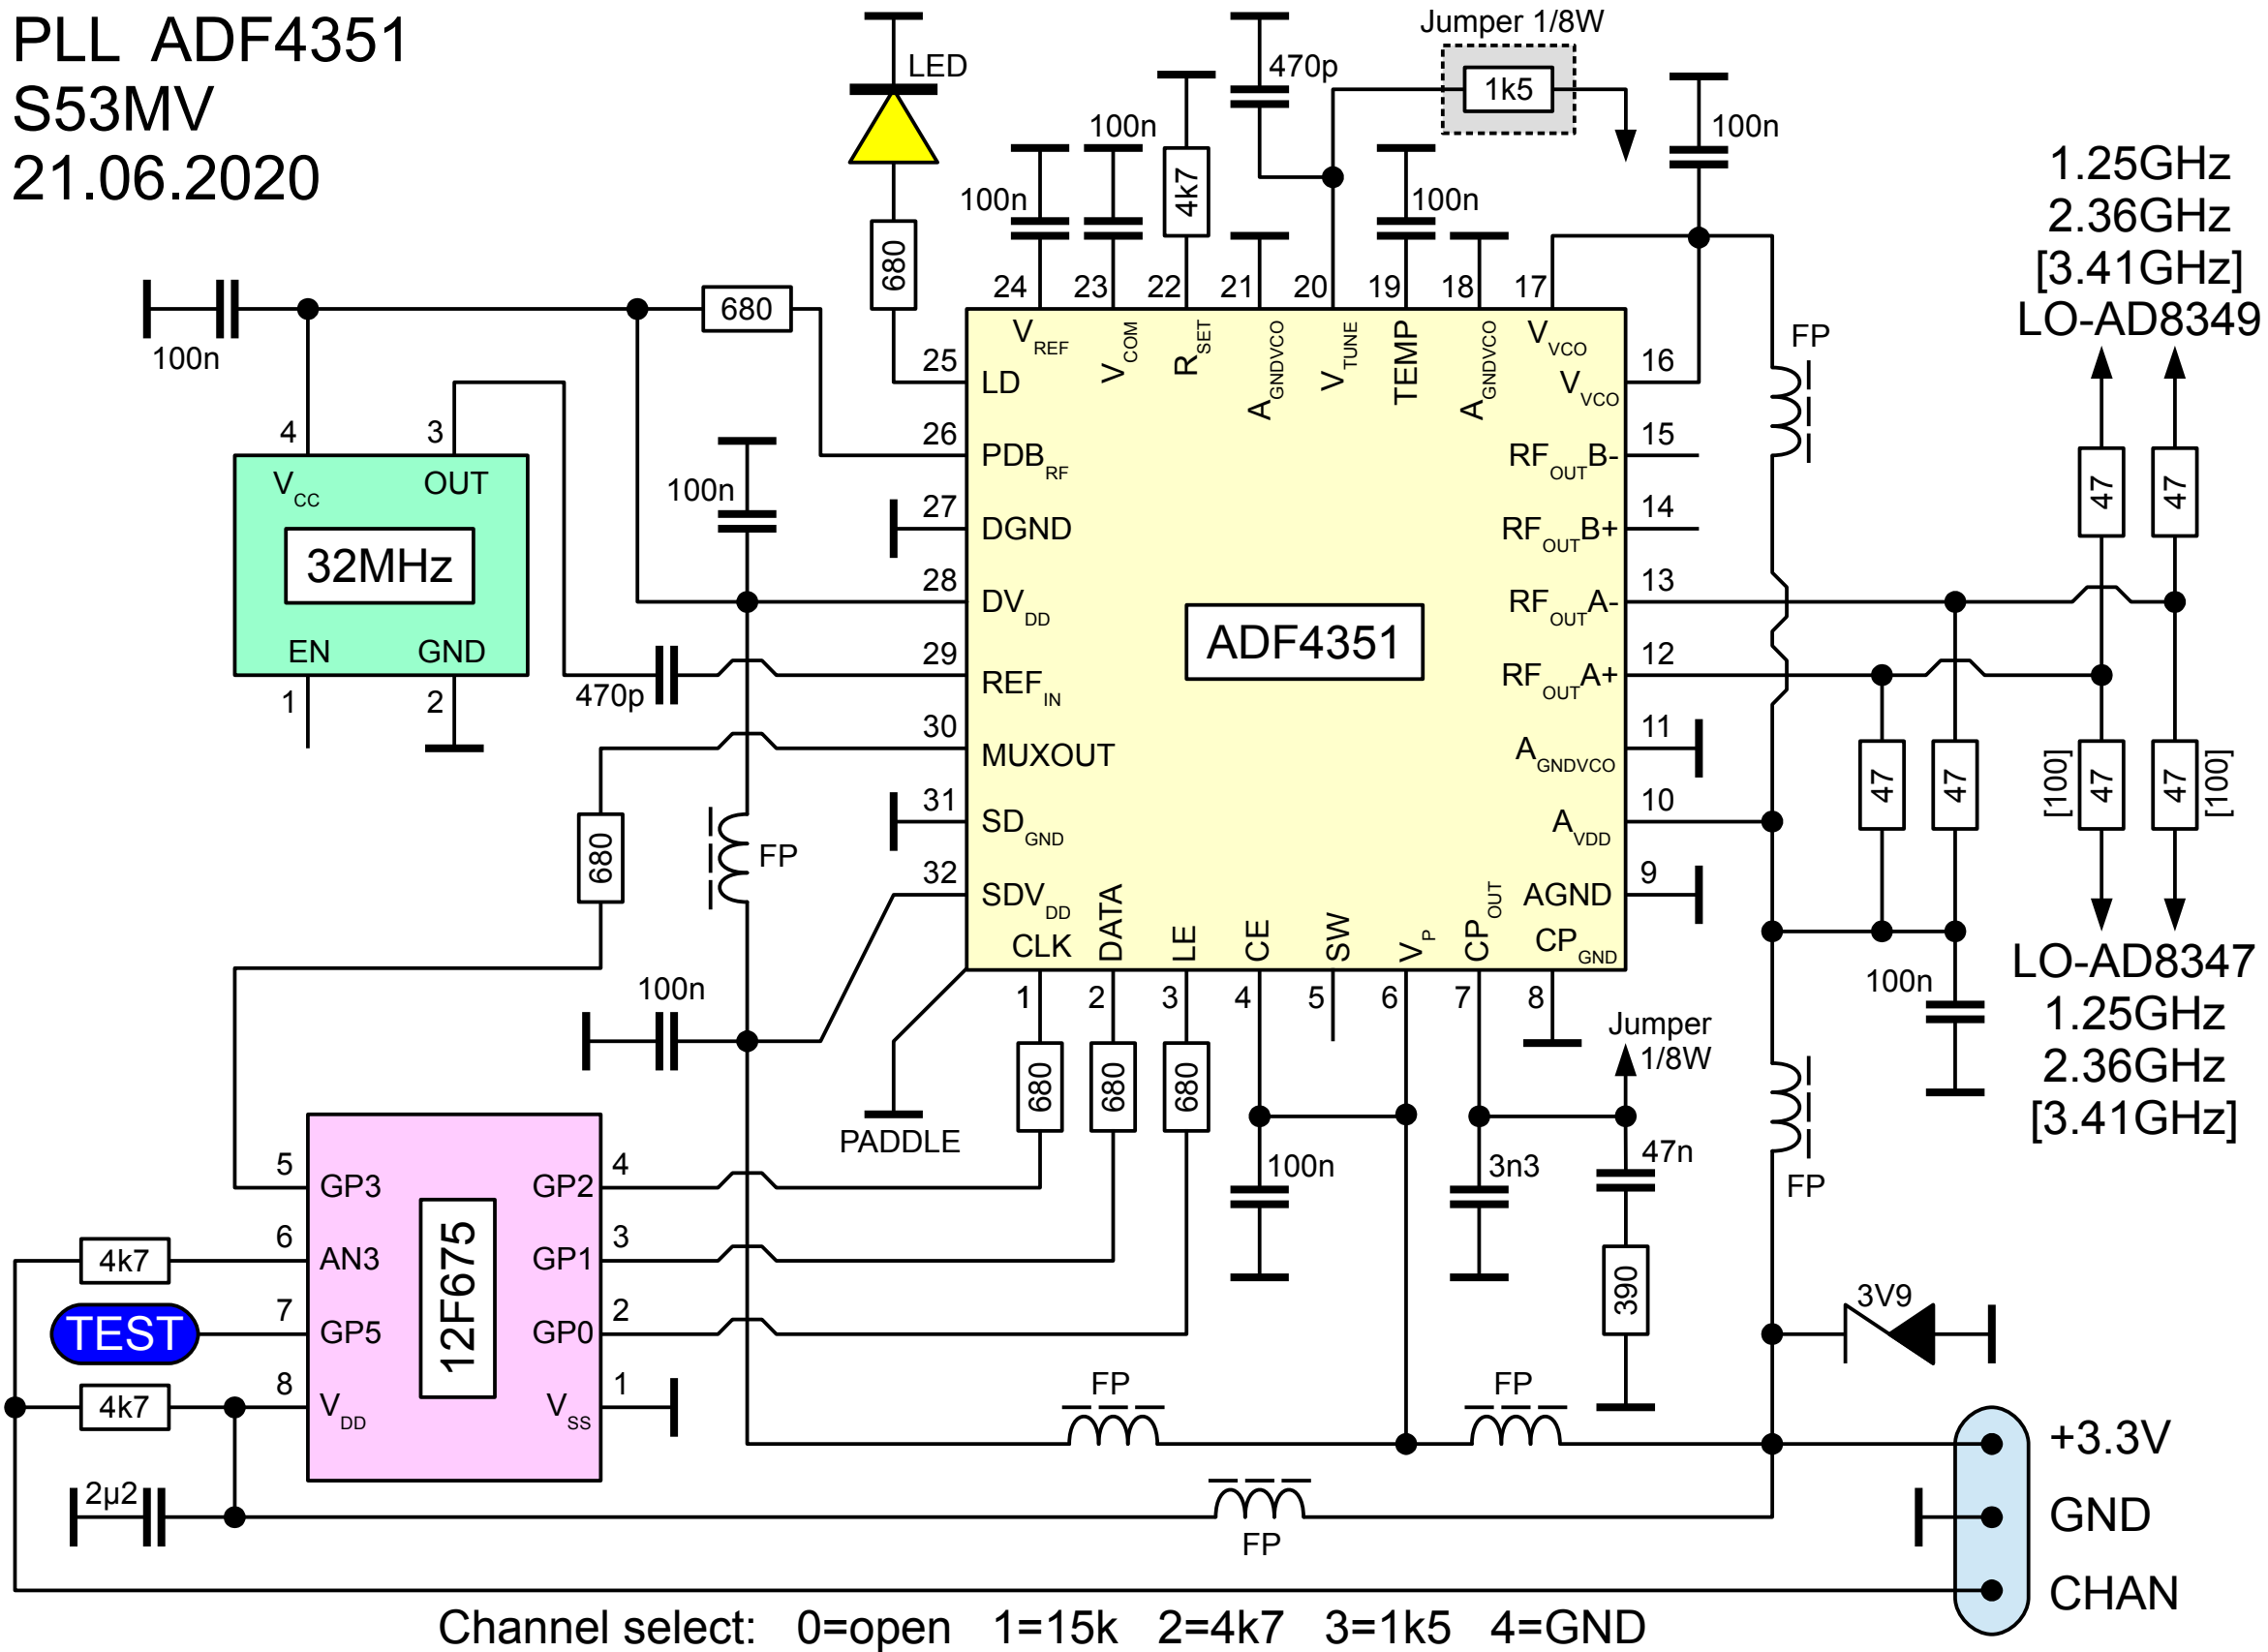 PLL ADF4351
S53MV
21.06.2020
LED
680
470p
Jumper 1/8W
1k5
100n
100n
4k7
100n
100n
1.25GHz
2.36GHz
[3.41GHz]
LO-AD8349
100n
680
24
23
22
21
20
19
18
17
V REF
V COM
R SET
A GNDVCO
V TUNE
TEMP
A GNDVCO
V VCO
25
LD
26
PDB RF
27
DGND
28
DV DD
29
REF IN
30
MUXOUT
31
SD GND
32
SDV DD
ADF4351
16
V VCO
15
RF OUT B-
14
RF OUT B+
13
RF OUT A-
12
RF OUT A+
11
A GNDVCO
10
A VDD
9
AGND
CLK
DATA
LE
CE
SW
V P
CP OUT
CP GND
1
2
3
4
5
6
7
8
FP
47
47
47
47
[100]
47
47
[100]
4
3
V CC
OUT
32MHz
EN
GND
1
2
100n
470p
680
FP
100n
PADDLE
680
680
680
100n
3n3
Jumper
1/8W
47n
390
100n
FP
LO-AD8347
1.25GHz
2.36GHz
[3.41GHz]
5
GP3
GP2
4
4k7
6
AN3
GP1
3
TEST
7
GP5
GP0
2
4k7
8
V DD
V SS
1
12F675
2µ2
FP
FP
FP
3V9
+3.3V
GND
CHAN
Channel select: 0=open 1=15k 2=4k7 3=1k5 4=GND